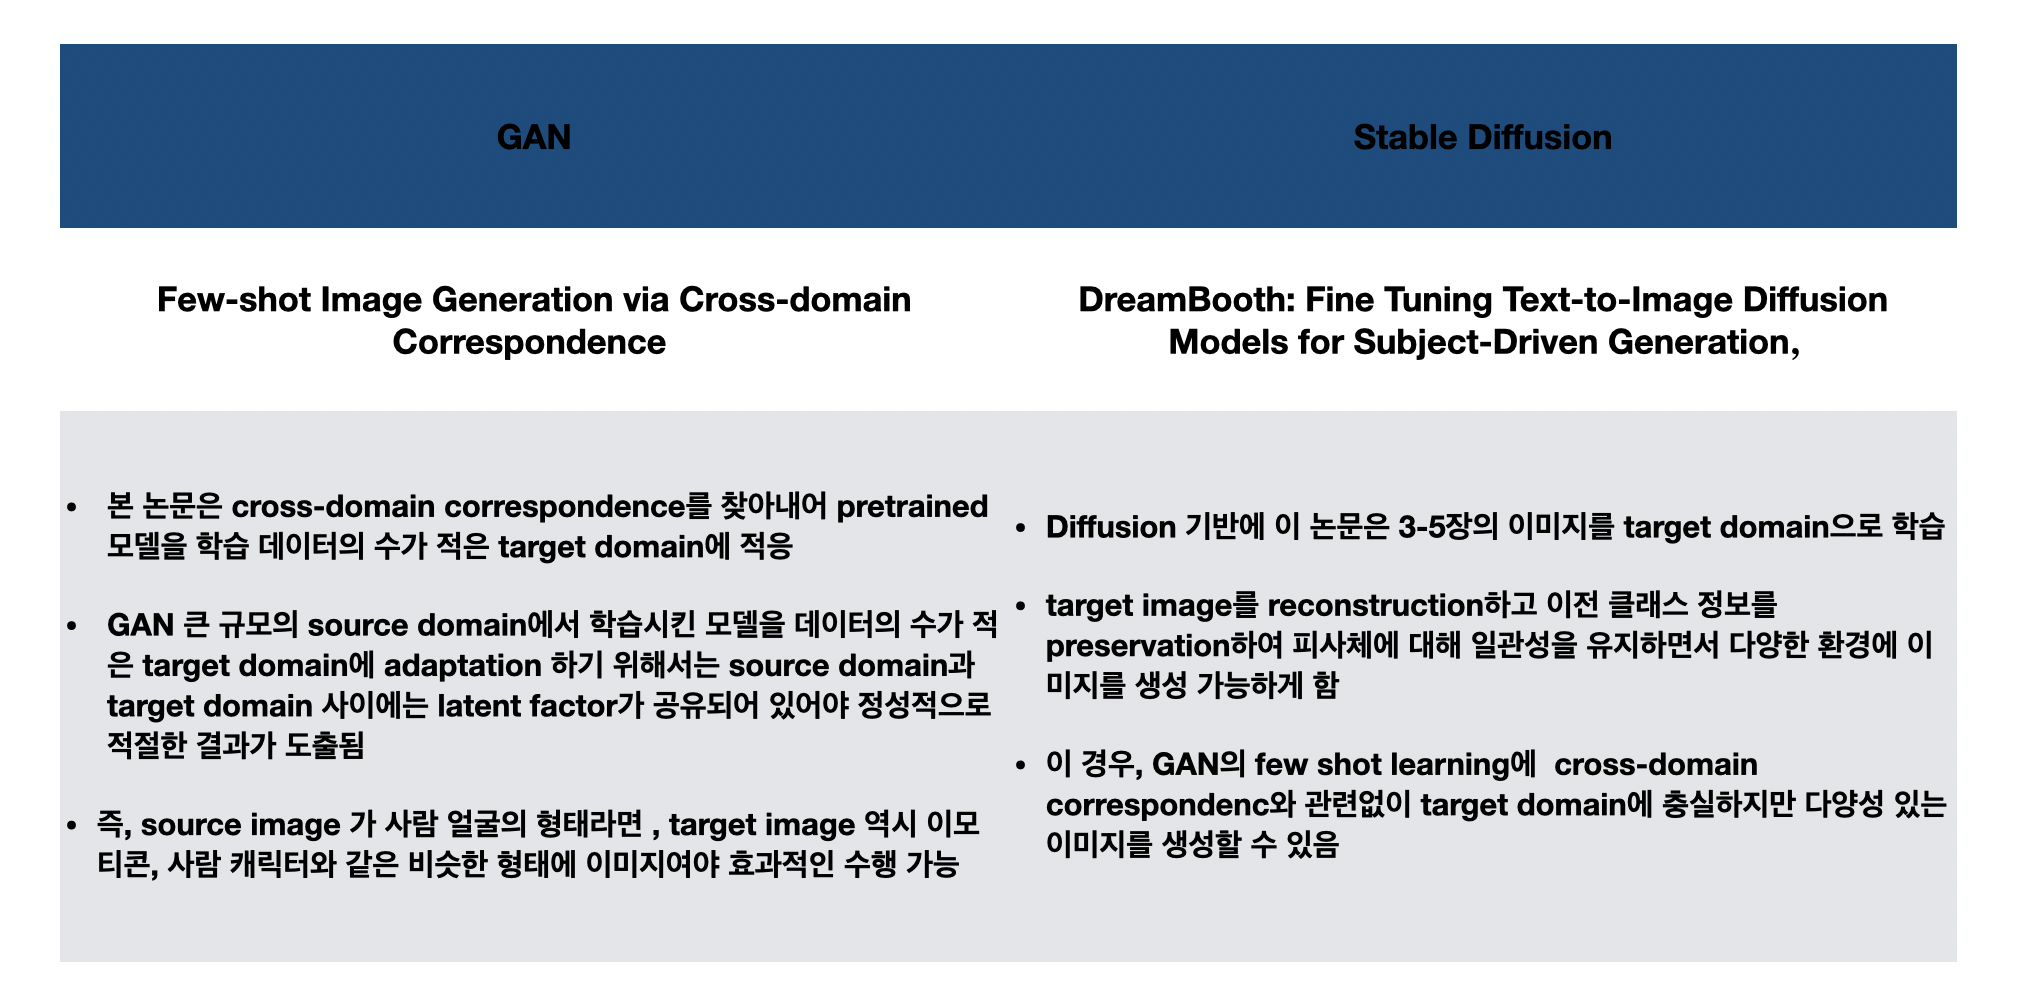 GAN
Stable Diffusion
Few-shot Image Generation via Cross-domain
Correspondence
DreamBooth: Fine Tuning Text-to-Image Diffusion
Models for Subject-Driven Generation,
• 본 논문은 cross-domain correspondence를 찾아내어 pretrained
모델을 학습 데이터의 수가 적은 target domain에 적응
• GAN 큰 규모의 source domain에서 학습시킨 모델을 데이터의 수가 적
은 target domain에 adaptation 하기 위해서는 source domain과
target domain 사이에는 latent factor가 공유되어 있어야 정성적으로
적절한 결과가 도출됨
• 즉, source image 가 사람 얼굴의 형태라면 , target image 역시 이모
티콘, 사람 캐릭터와 같은 비슷한 형태에 이미지여야 효과적인 수행 가능
• Diffusion 기반에 이 논문은 3-5장의 이미지를 target domain으로 학습
• target image를 reconstruction하고 이전 클래스 정보를
preservation하여 피사체에 대해 일관성을 유지하면서 다양한 환경에 이
미지를 생성 가능하게 함
• 이 경우, GAN의 few shot learning에  cross-domain
correspondenc와 관련없이 target domain에 충실하지만 다양성 있는
이미지를 생성할 수 있음